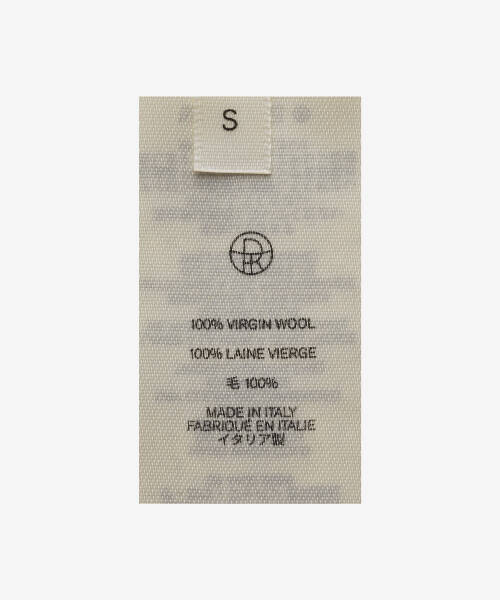 S
100% VIRGIN WOOL
100% LAINE VIERGE
毛 100%
MADE IN ITALY
FABRIQUÉ EN ITALIE
イタリア製